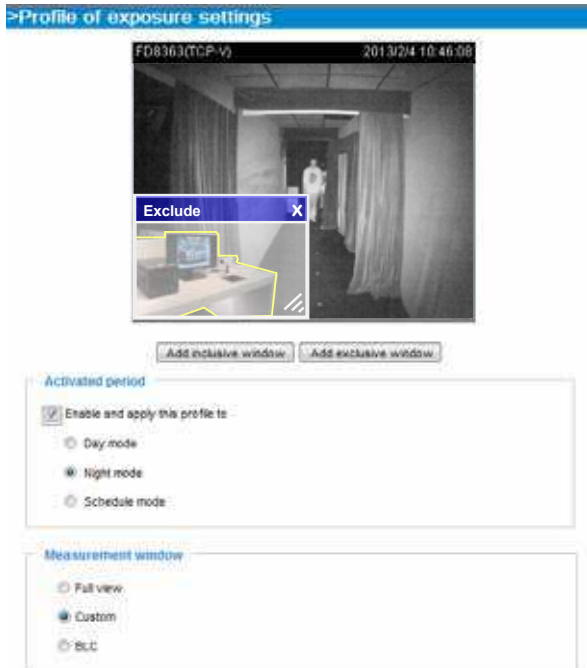 >Profile of exposure settings
FD8363(TCP-V) 2013/2/4 10:46:08
Exclude X
Add inclusive window Add exclusive window
Activated period
Enable and apply this profile to
Day mode
Night mode
Schedule mode
Measurement window
Full view
Custom
BLC